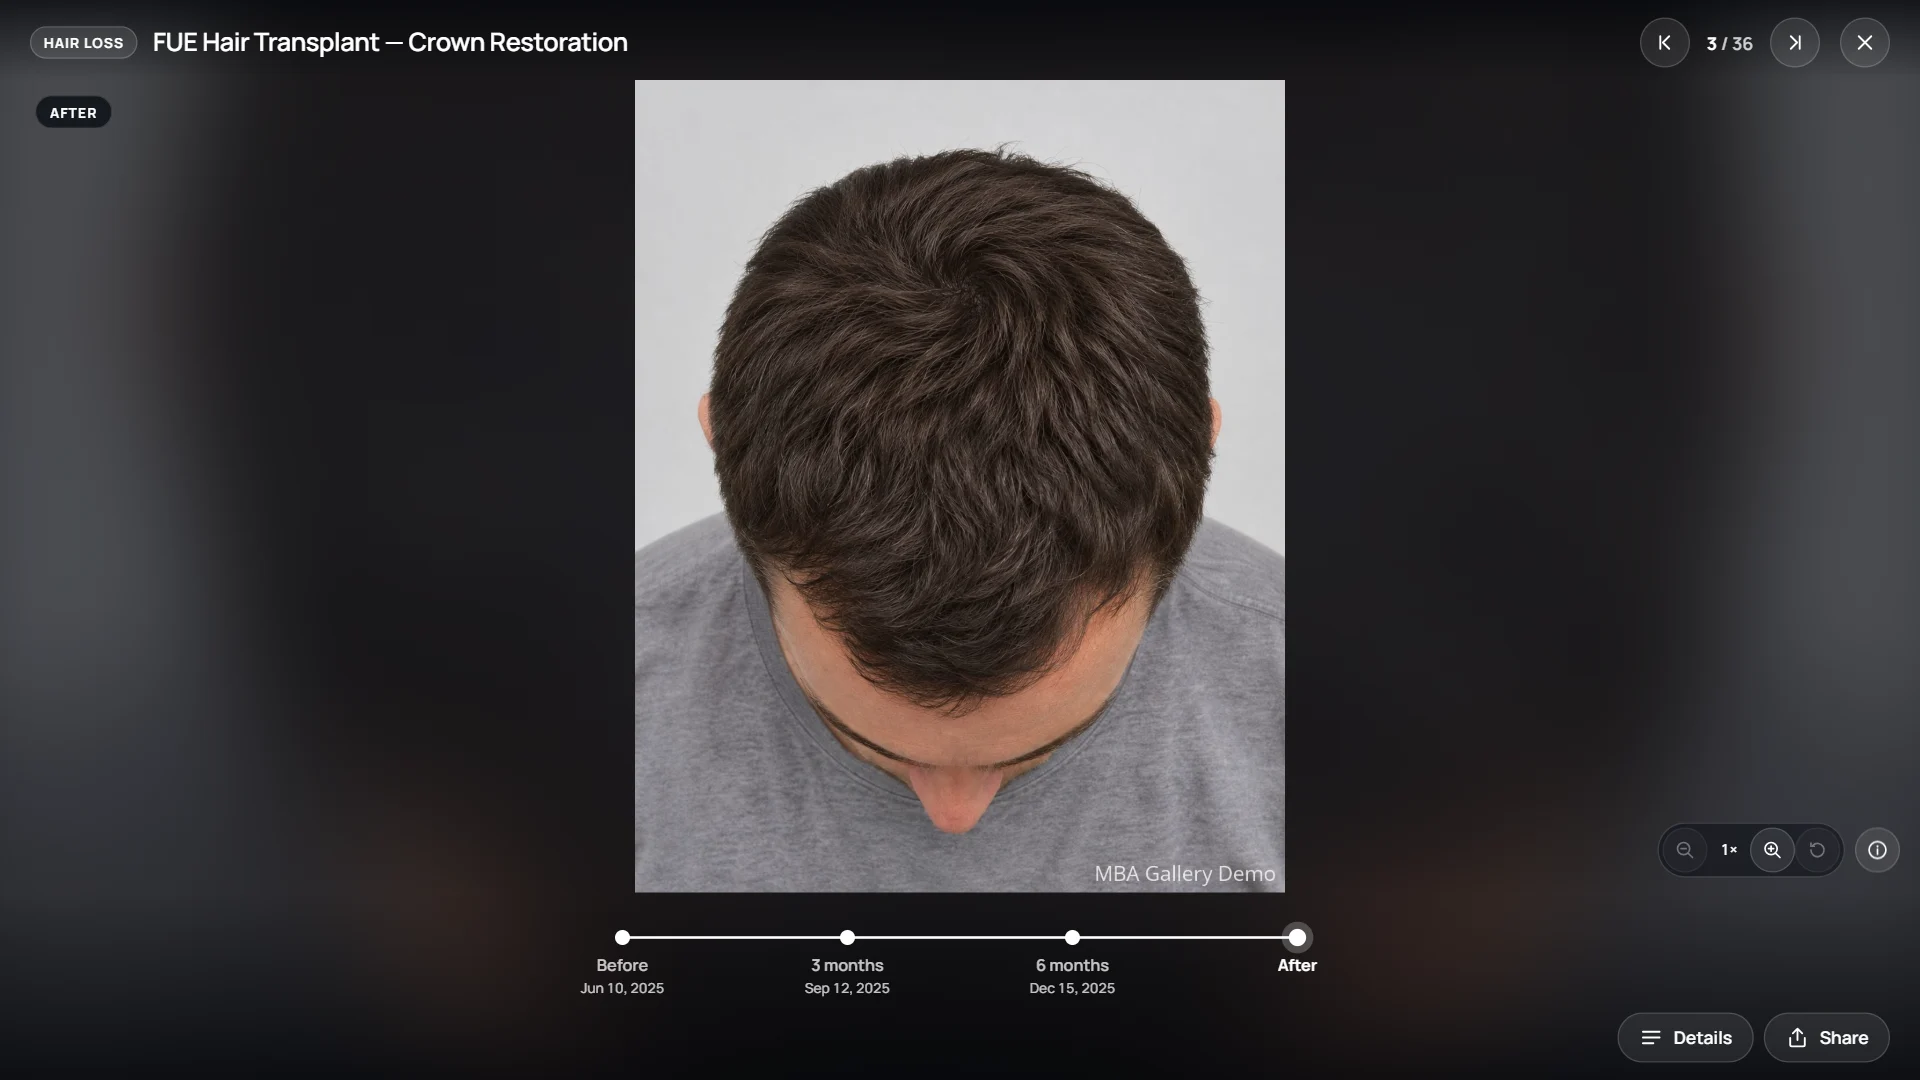 HAIR LOSS
FUE Hair Transplant — Crown Restoration
3 / 36
AFTER
MBA Gallery Demo
1×
Before
Jun 10, 2025
3 months
Sep 12, 2025
6 months
Dec 15, 2025
After
Details
Share